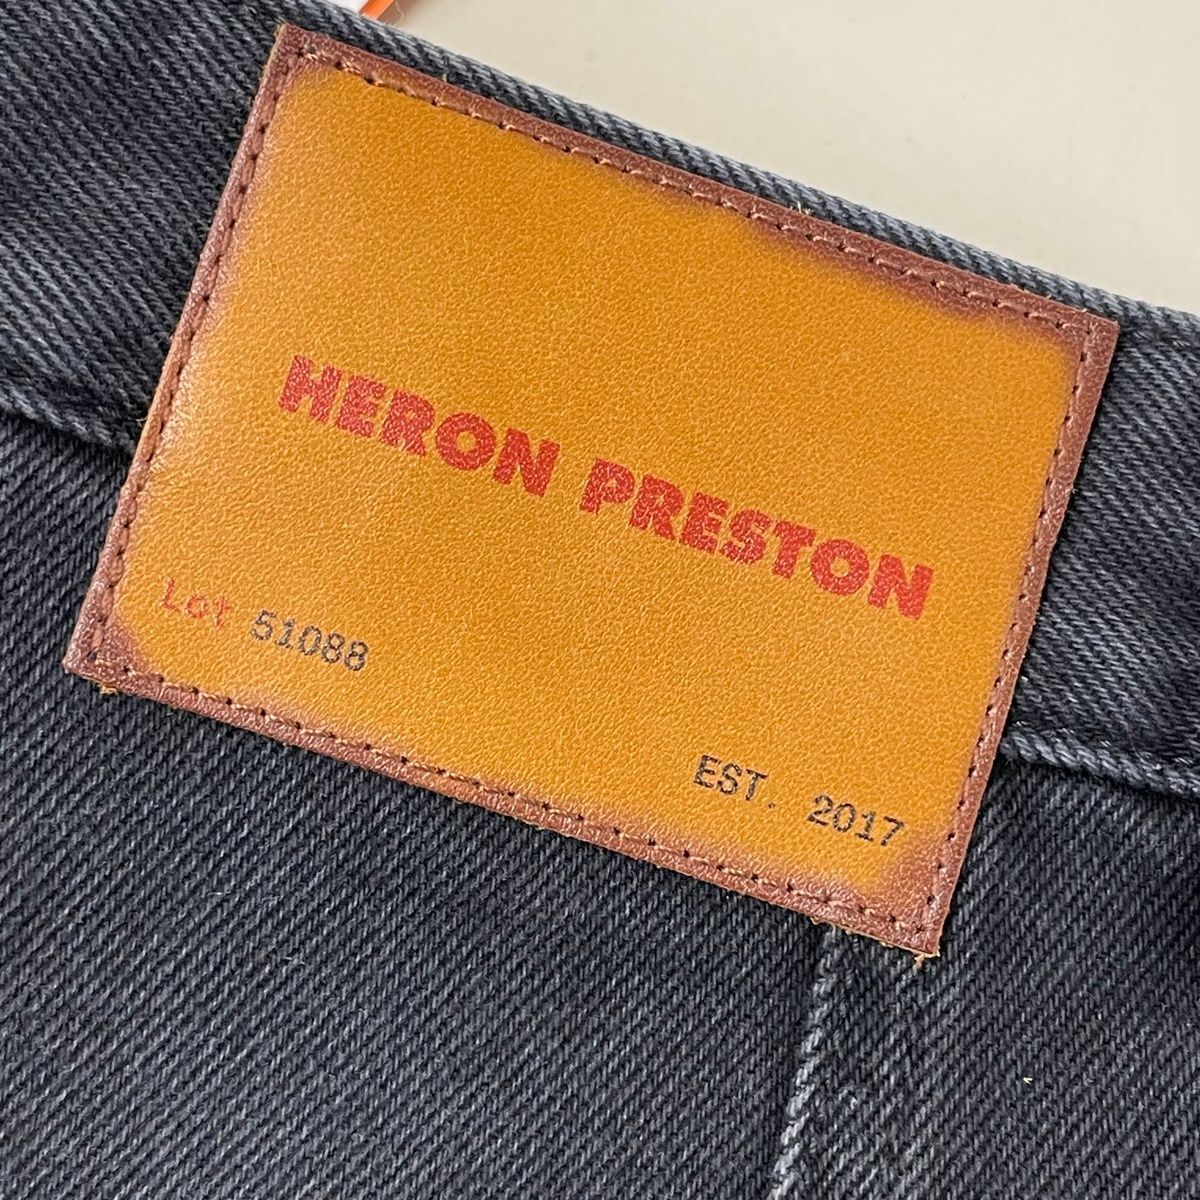 HERON PRESTON
Lot 51088
EST. 2017